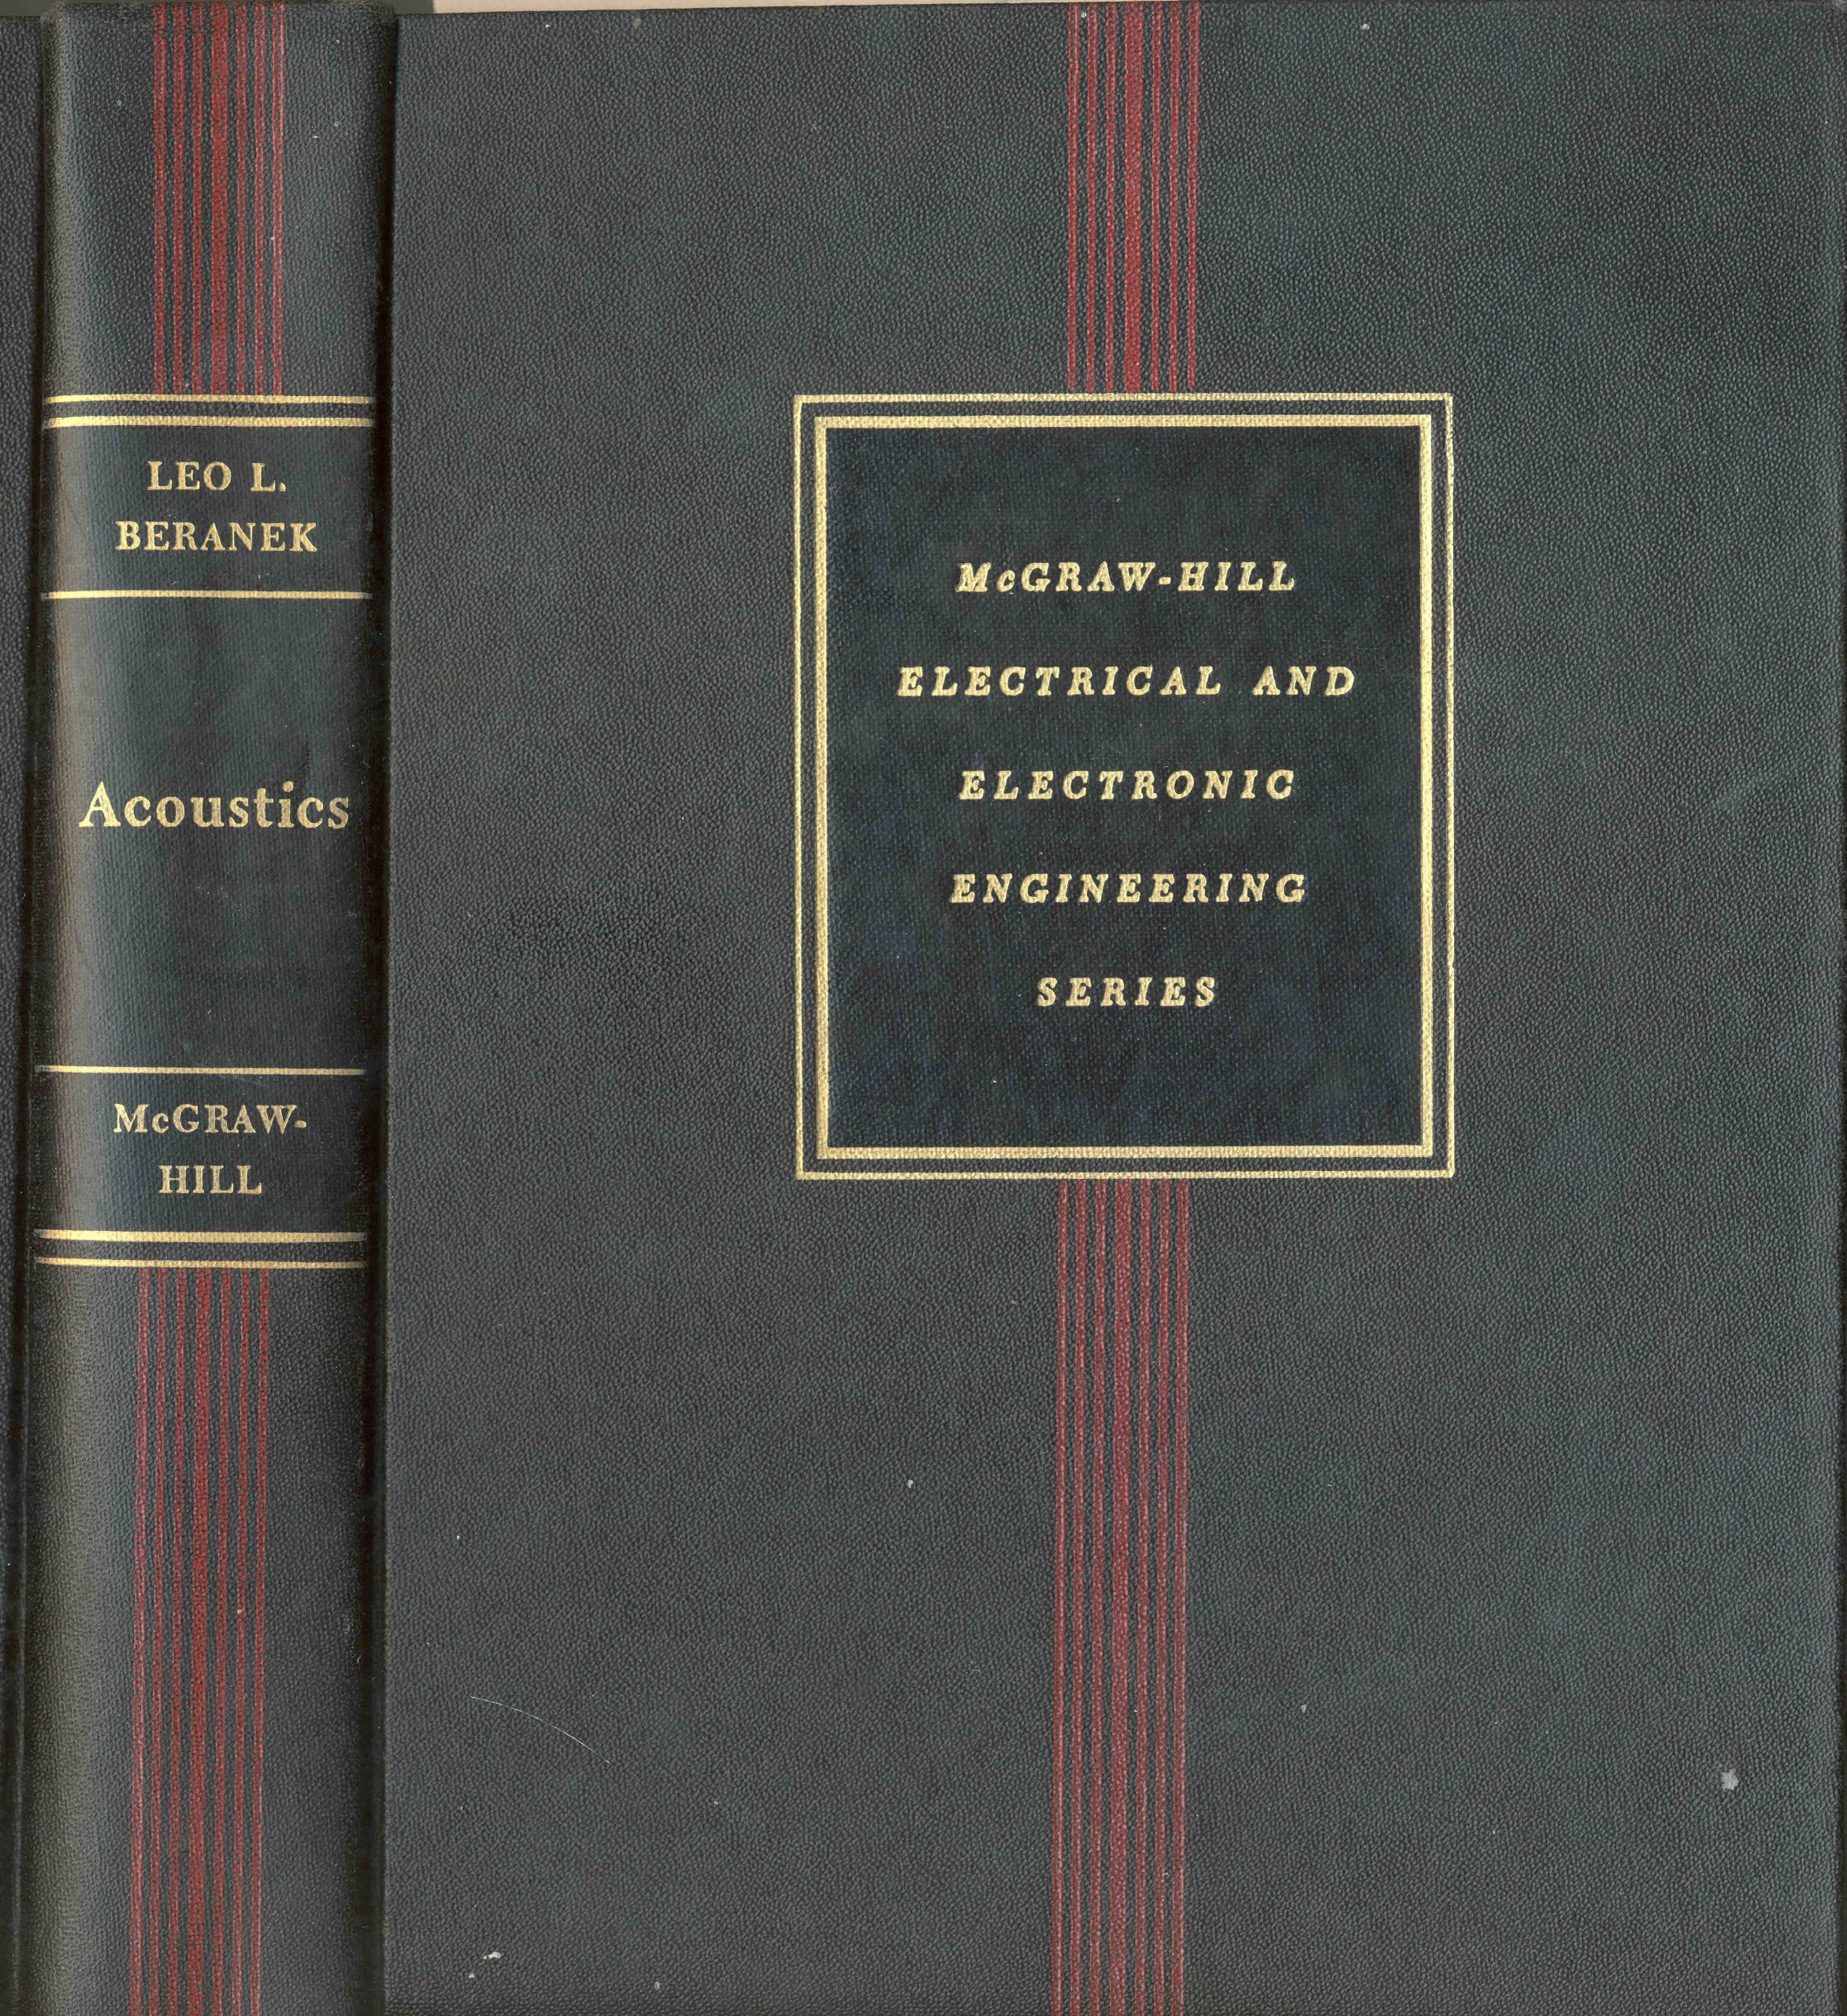 LEO L.
BERANEK
Acoustics
McGRAW-
HILL
McGRAW-HILL
ELECTRICAL AND
ELECTRONIC
ENGINEERING
SERIES